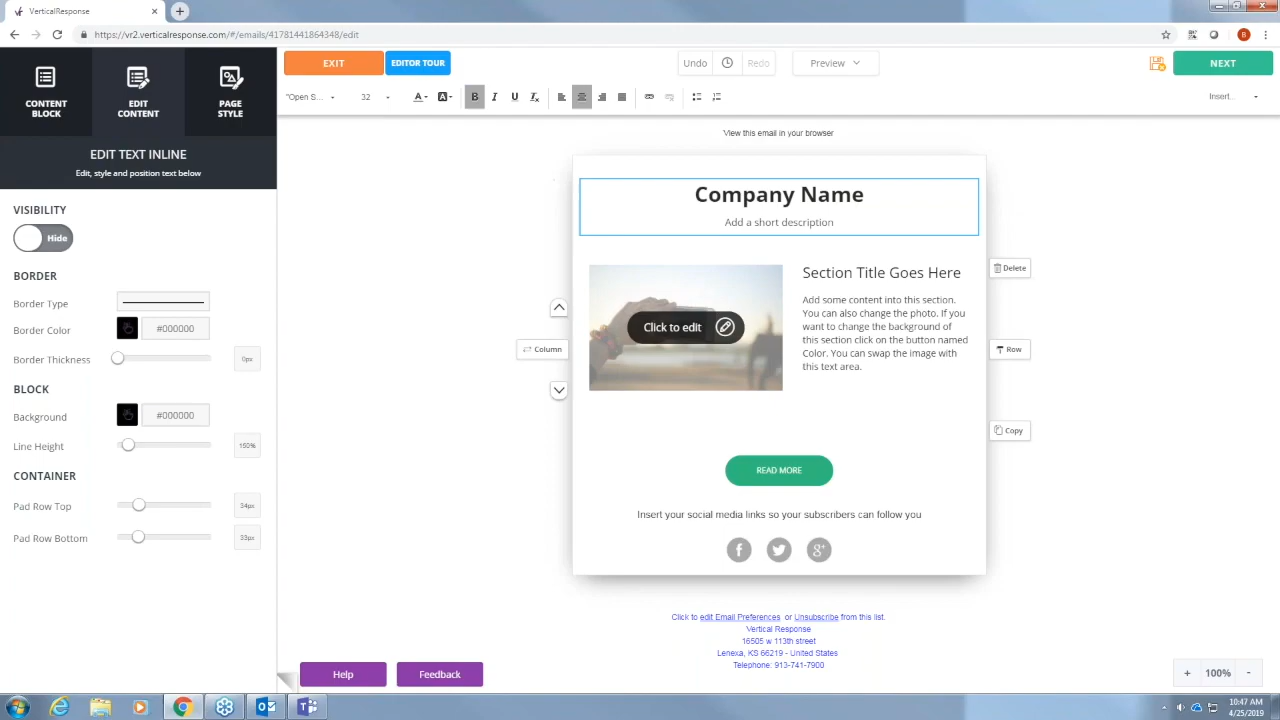 VerticalResponse
https://vr2.verticalresponse.com/#/emails/41781441864348/edit
B
CONTENT BLOCK
EDIT CONTENT
PAGE STYLE
EXIT
EDITOR TOUR
Undo
Redo
Preview
NEXT
"Open S...
32
A
A
B
I
U
Insert...
EDIT TEXT INLINE
Edit, style and position text below
VISIBILITY
Hide
BORDER
Border Type
Border Color
#000000
Border Thickness
0px
BLOCK
Background
#000000
Line Height
150%
CONTAINER
Pad Row Top
34px
Pad Row Bottom
33px
View this email in your browser
Company Name
Add a short description
Click to edit
Section Title Goes Here
Add some content into this section.
You can also change the photo. If you
want to change the background of
this section click on the button named
Color. You can swap the image with
this text area.
Column
Delete
Row
Copy
READ MORE
Insert your social media links so your subscribers can follow you
Click to edit Email Preferences or Unsubscribe from this list.
Vertical Response
16505 w 113th street
Lenexa, KS 66219 - United States
Telephone: 913-741-7900
Help
Feedback
+ 100% -
10:47 AM
4/25/2019